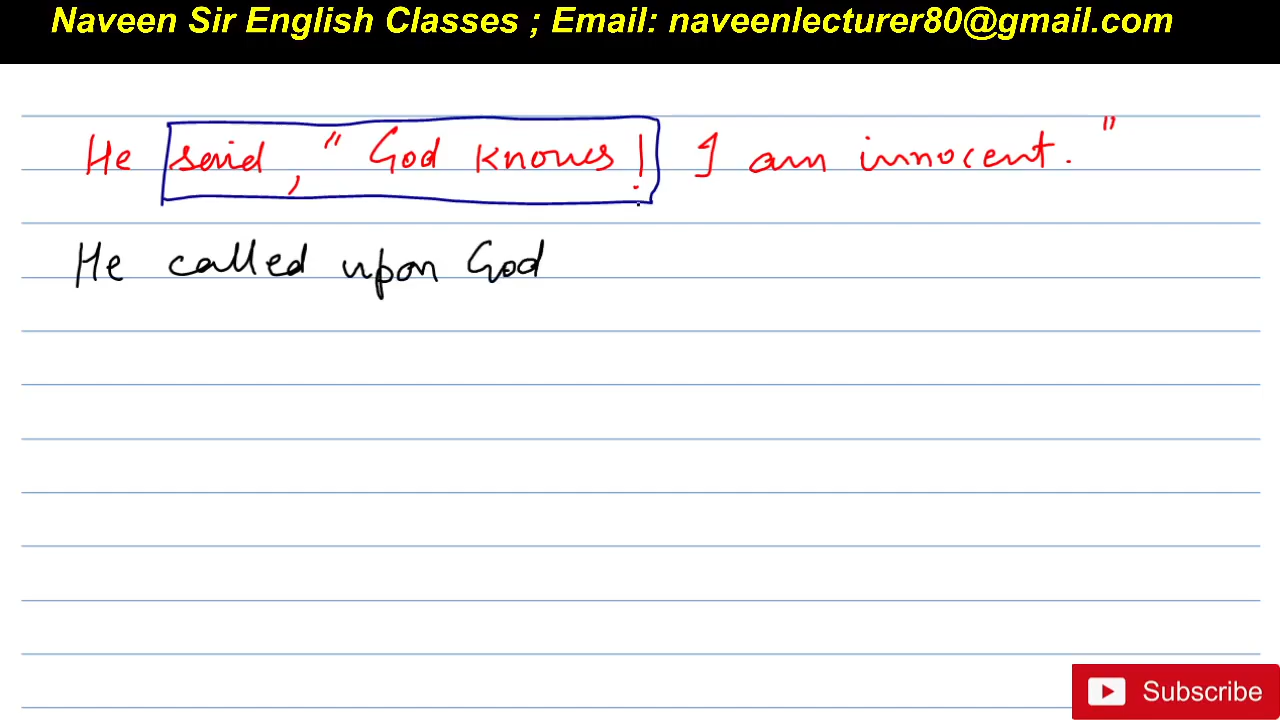 Naveen Sir English Classes ; Email: naveenlecturer80@gmail.com
He said, " God knows! I am innocent. "
He called upon God
Subscribe